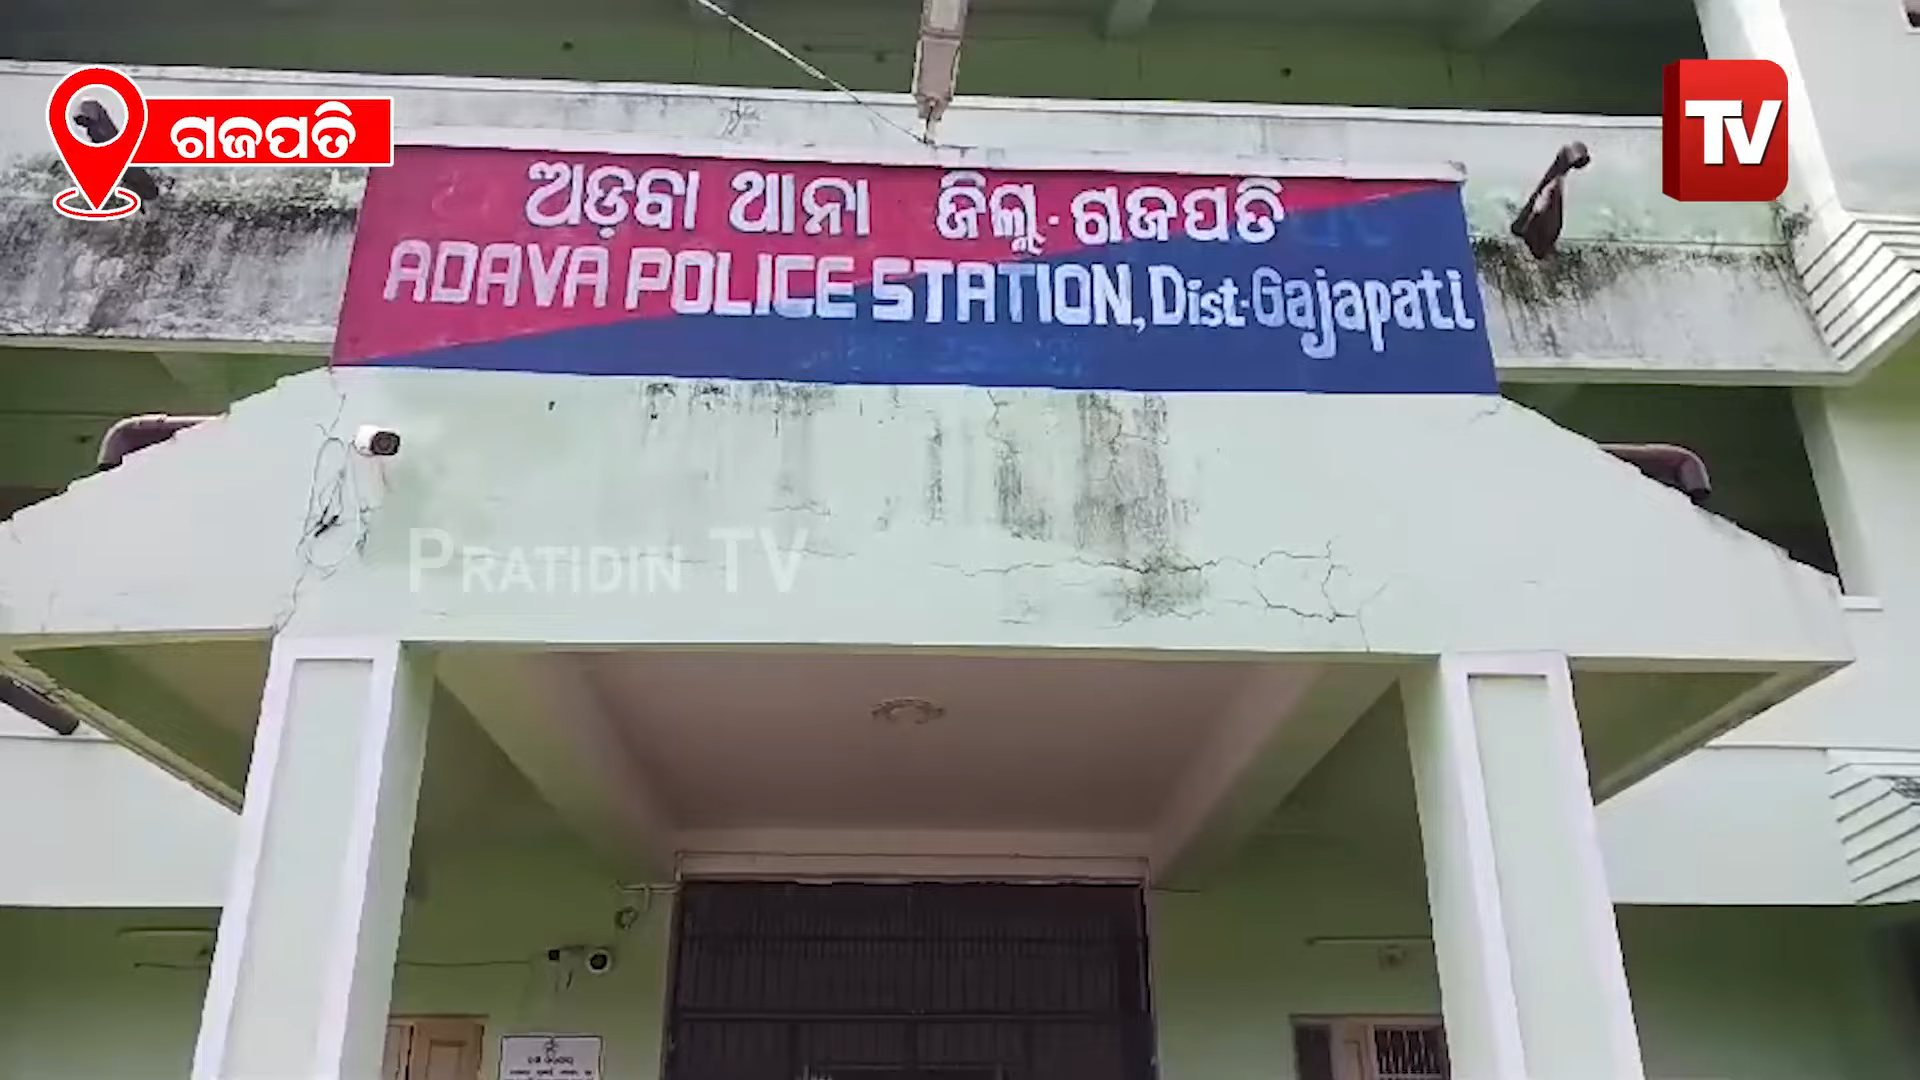 ଗଜପତି
TV
ଅଡ଼ବା ଥାନା ଜିଲ୍ଲା-ଗଜପତି
ADAVA POLICE STATION, Dist-Gajapati
PRATIDIN TV